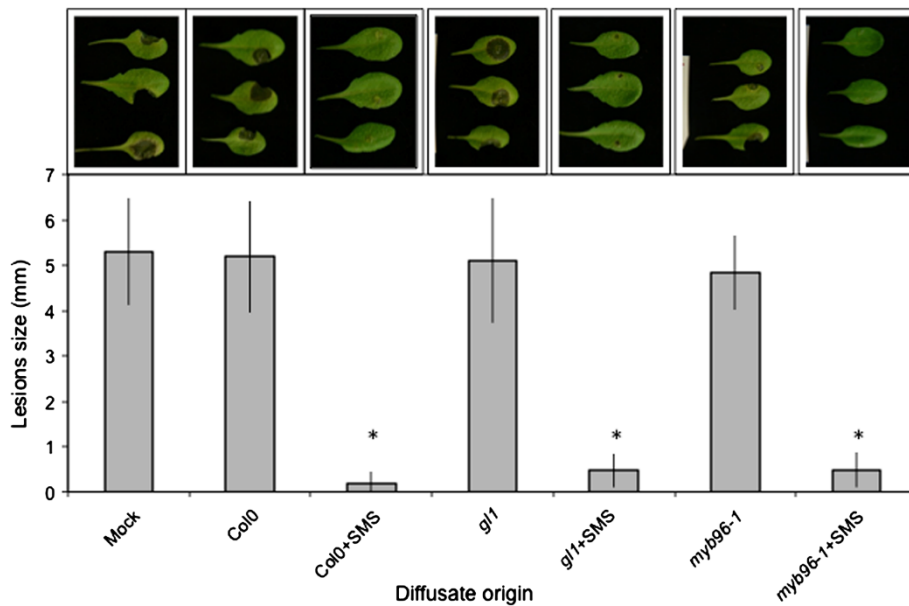 7
6
5
4
3
2
1
0
Lesions size (mm)
*
*
*
Mock
Col0
Col0+SMS
gl1
gl1+SMS
myb96-1
myb96-1+SMS
Diffusate origin